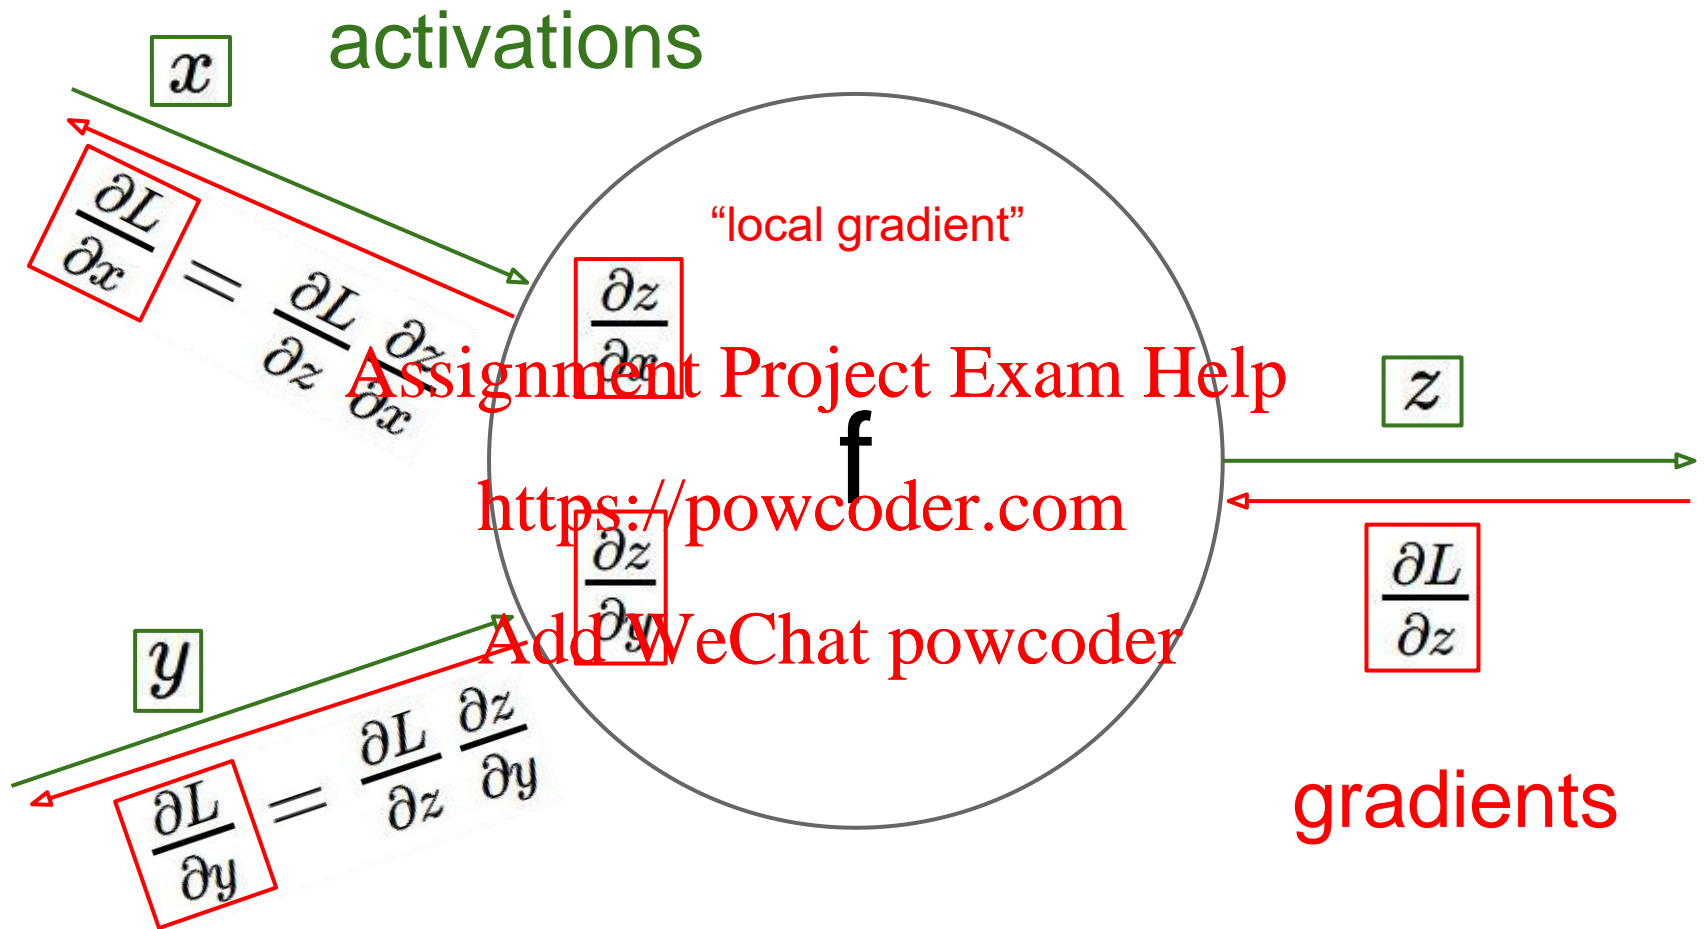 activations
x
“local gradient”
∂L/∂x = ∂L/∂z ∂z/∂x
∂z/∂x
Assignment Project Exam Help
z
f
https://powcoder.com
∂z/∂y
∂L/∂z
Add WeChat powcoder
y
∂L/∂y = ∂L/∂z ∂z/∂y
gradients